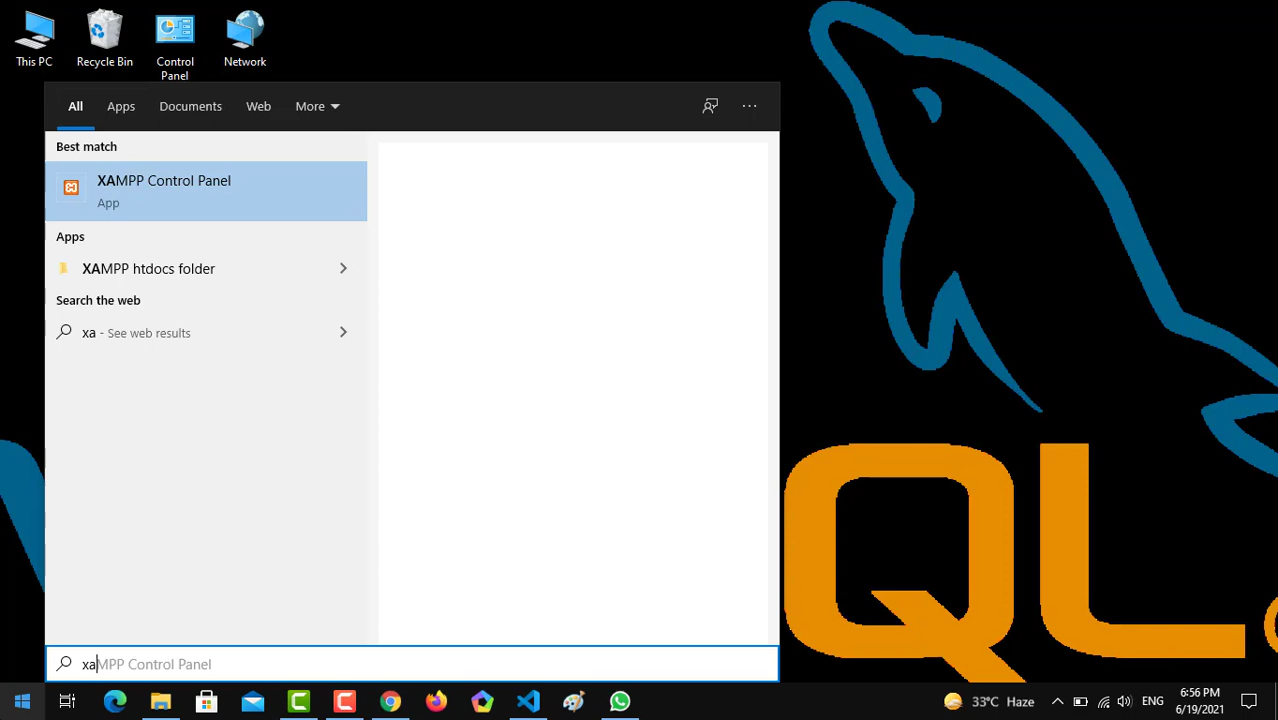 This PC
Recycle Bin
Control
Panel
Network
All
Apps
Documents
Web
More
Best match
XAMPP Control Panel
App
Apps
XAMPP htdocs folder
Search the web
xa - See web results
QL
xaMPP Control Panel
33°C Haze
ENG
6:56 PM
6/19/2021